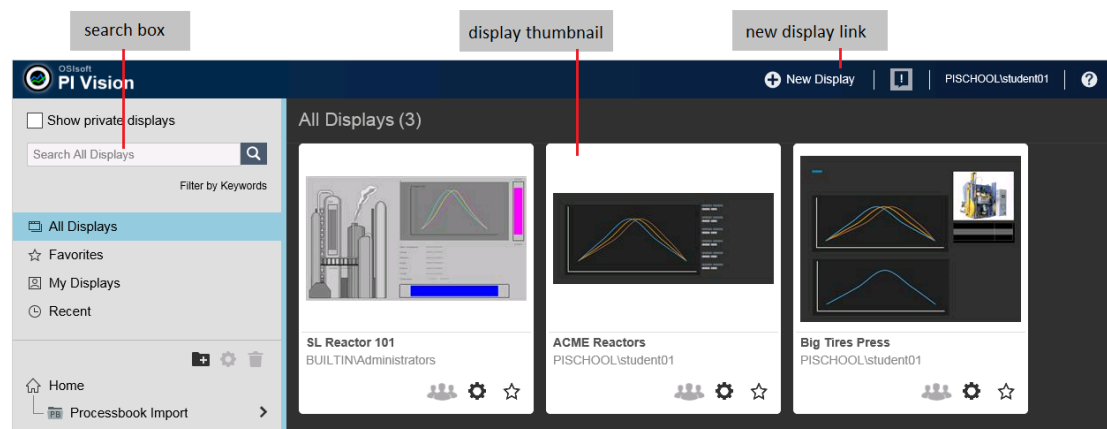 search box
display thumbnail
new display link
OSIsoft
PI Vision
New Display
PISCHOOL\student01
?
Show private displays
Search All Displays
Filter by Keywords
All Displays
Favorites
My Displays
Recent
Home
PB
Processbook Import
All Displays (3)
SL Reactor 101
BUILTIN\Administrators
ACME Reactors
PISCHOOL\student01
Big Tires Press
PISCHOOL\student01